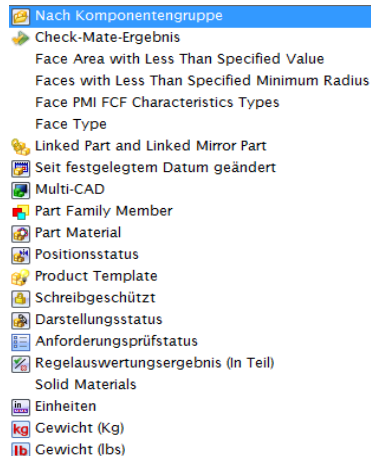 Nach Komponentengruppe
Check-Mate-Ergebnis
Face Area with Less Than Specified Value
Faces with Less Than Specified Minimum Radius
Face PMI FCF Characteristics Types
Face Type
Linked Part and Linked Mirror Part
Seit festgelegtem Datum geändert
Multi-CAD
Part Family Member
Part Material
Positionsstatus
Product Template
Schreibgeschützt
Darstellungsstatus
Anforderungsprüfstatus
Regelauswertungsergebnis (In Teil)
Solid Materials
in Einheiten
kg Gewicht (Kg)
lb Gewicht (lbs)